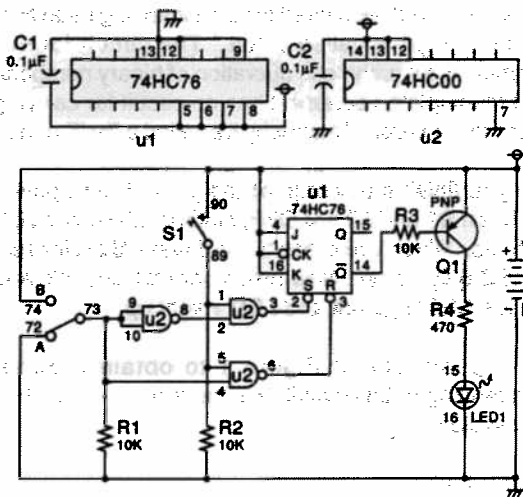 C1
0.1µF
13 12 9
74HC76
5 6 7 8
u1
C2
0.1µF
14 13 12
74HC00
7
u2
90
S1
89
u1
74HC76
4 J Q 15
1 CK
16 K Q̅ 14
S R
2 3
R3
10K
PNP
Q1
+
-
R4
470
15
16 LED1
B
74
72
A
73
9
10
u2
8
1
2
u2
3
5
4
u2
6
R1
10K
R2
10K
to obtain